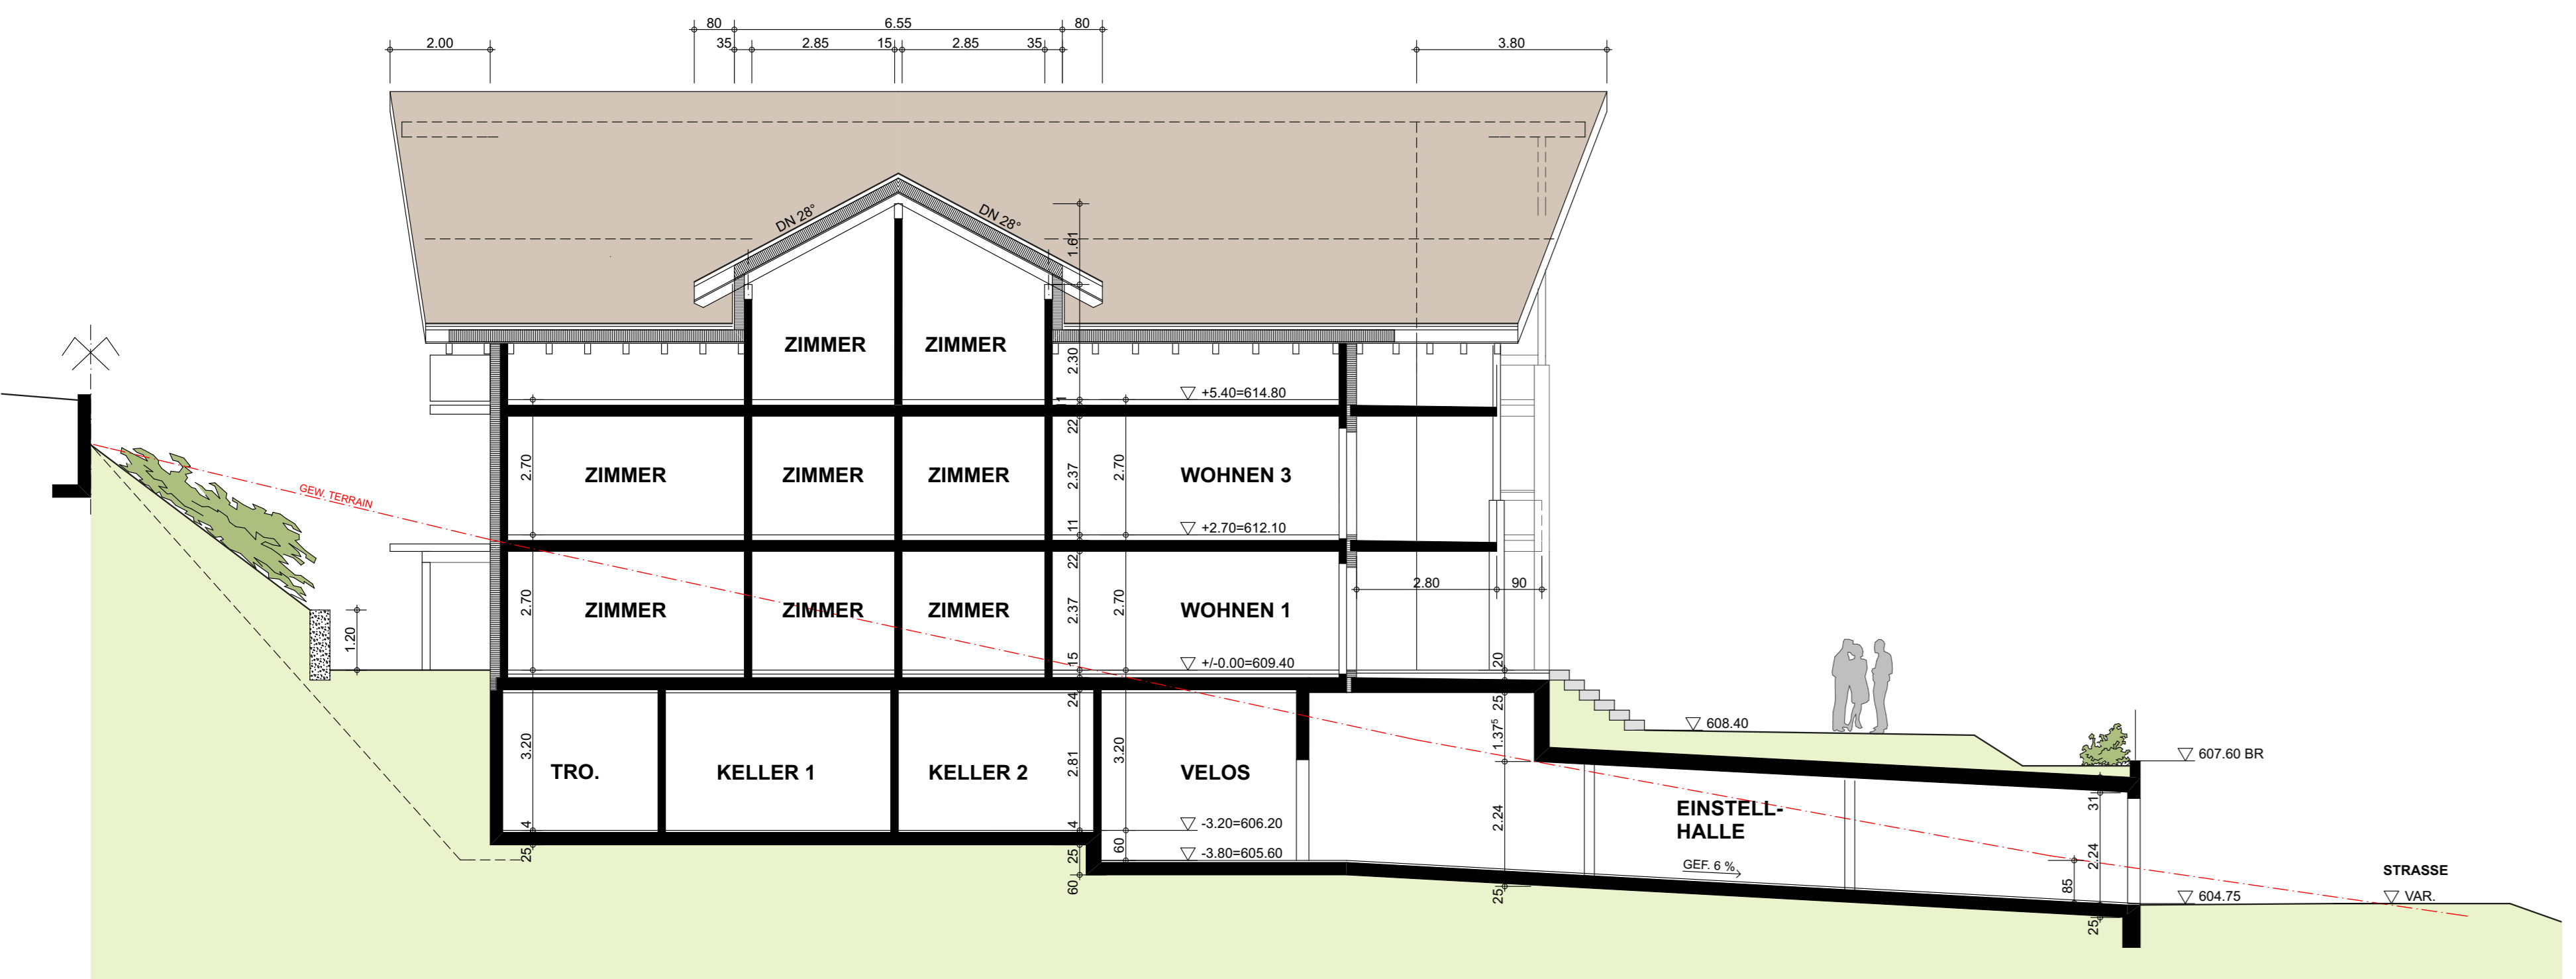 80 6.55 80
2.00 35 2.85 15 2.85 35 3.80
DN 28° DN 28°
1.61
ZIMMER ZIMMER
2.30
+5.40=614.80
11
22
GEW. TERRAIN
2.70 ZIMMER ZIMMER ZIMMER 2.37 2.70 WOHNEN 3
11 +2.70=612.10
22
2.80 90
1.20 2.70 ZIMMER ZIMMER ZIMMER 2.37 2.70 WOHNEN 1
15 +/-0.00=609.40 20
24 25
608.40
1.37⁵
607.60 BR
3.20 TRO. KELLER 1 KELLER 2 2.81 3.20 VELOS
31
EINSTELL-
HALLE
2.24
4 4 -3.20=606.20
25 25 60 -3.80=605.60
2.24
GEF. 6 %
STRASSE
60 25 85 604.75 VAR.
25